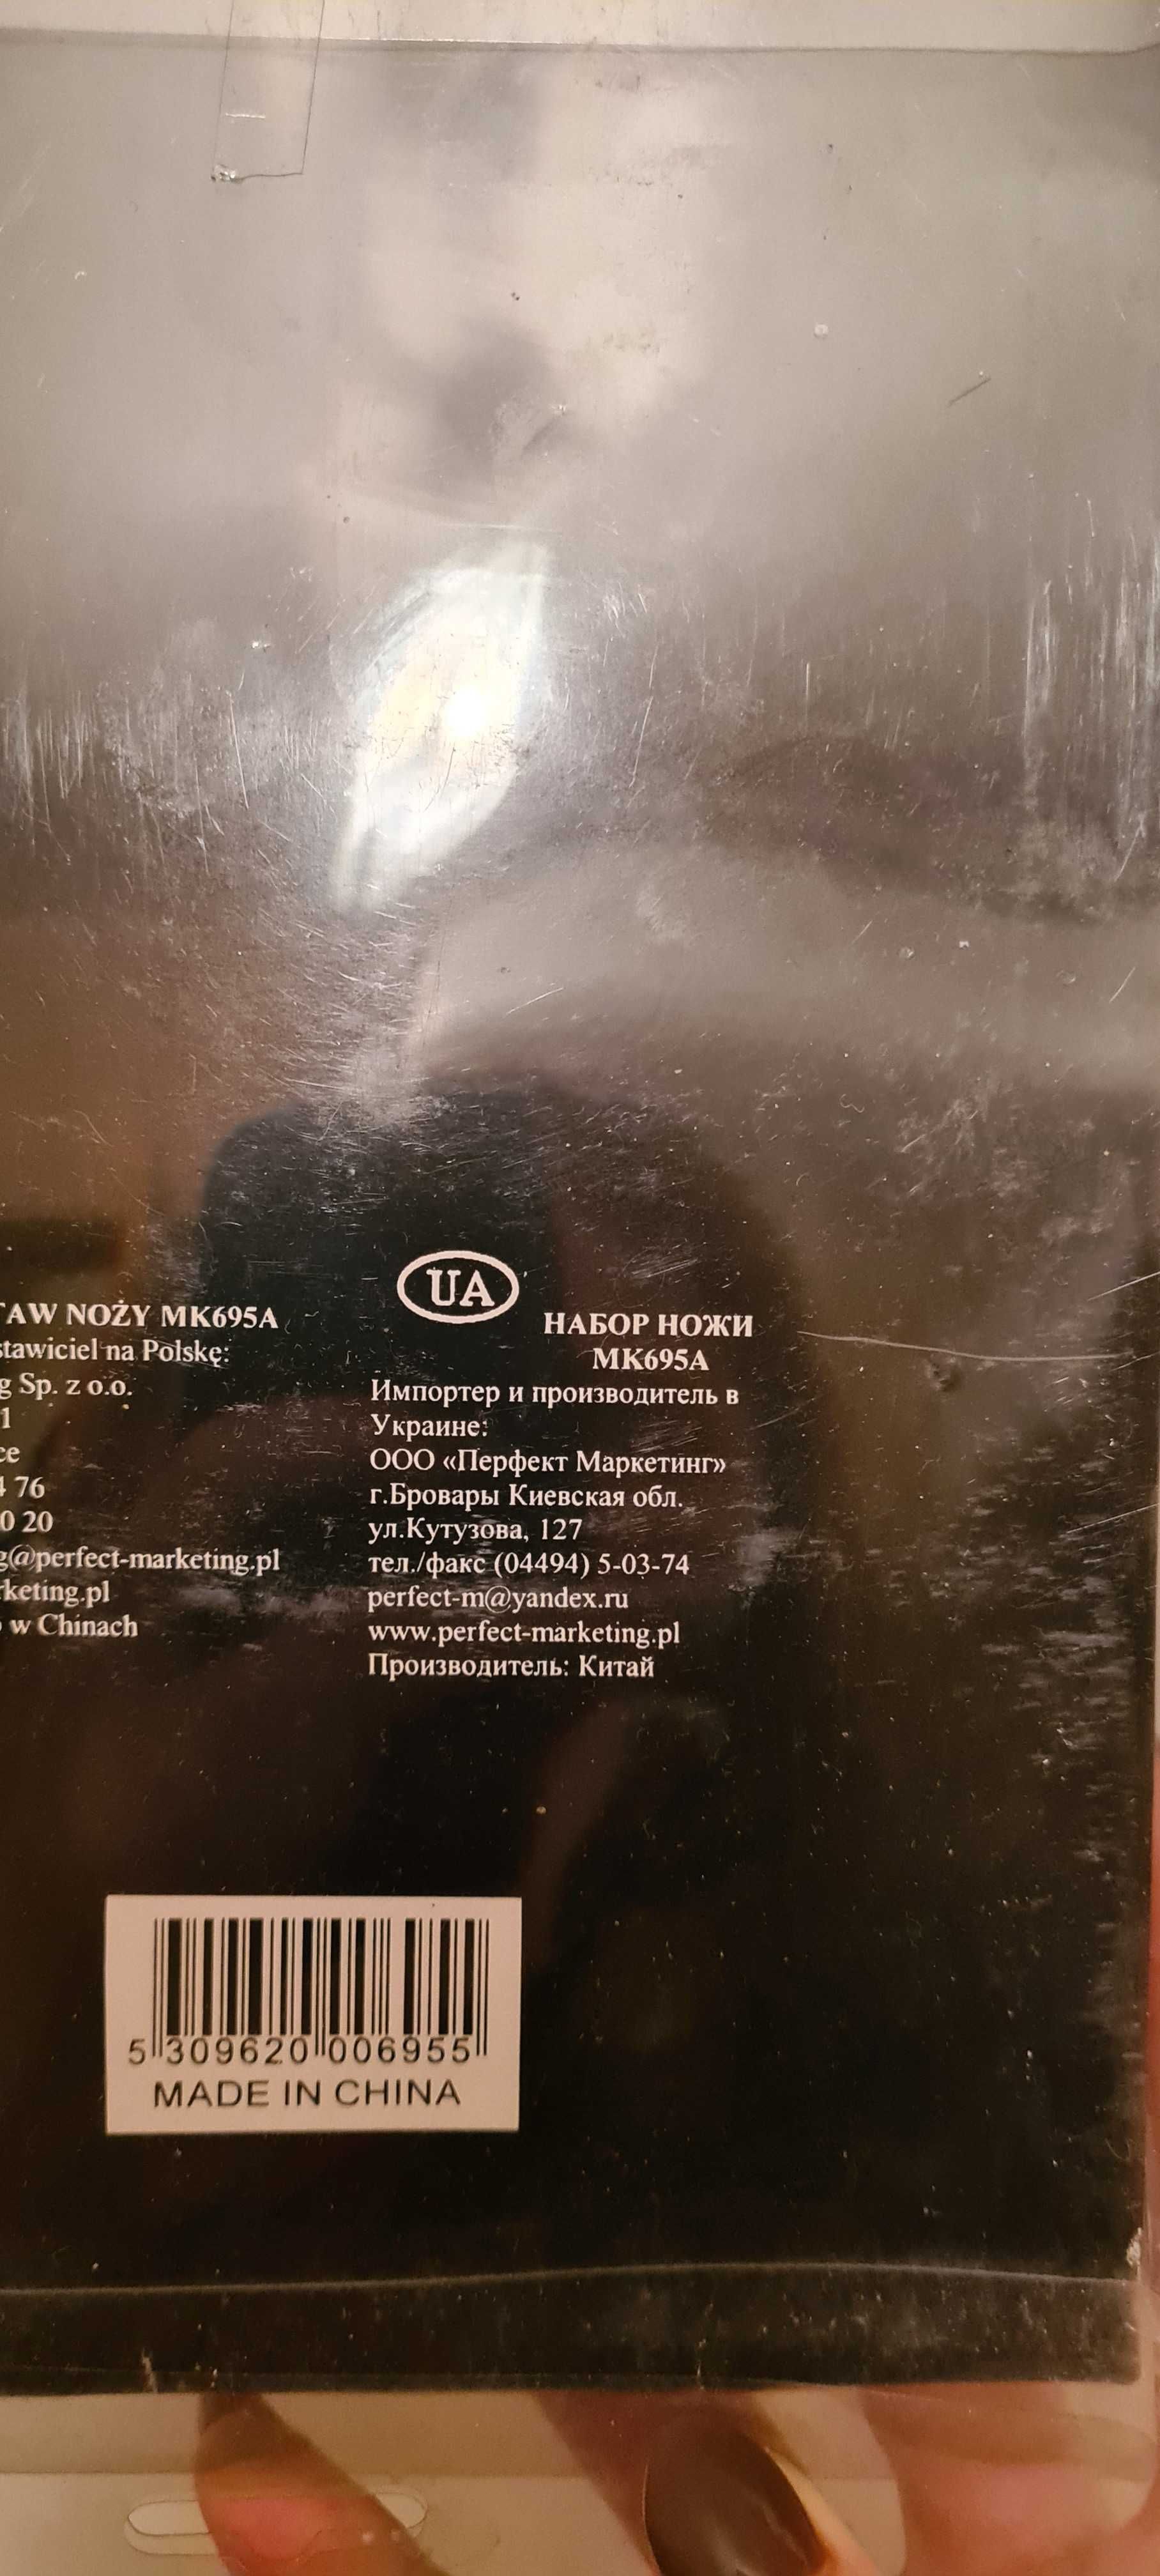 TAW NOŻY MK695A
stawiciel na Polskę:
g Sp. z o.o.
1
ce
4 76
0 20
g@perfect-marketing.pl
rketing.pl
w Chinach
UA
НАБОР НОЖИ
МК695А
Импортер и производитель в
Украине:
ООО «Перфект Маркетинг»
г.Бровары Киевская обл.
ул.Кутузова, 127
тел./факс (04494) 5-03-74
perfect-m@yandex.ru
www.perfect-marketing.pl
Производитель: Китай
5 309620 006955
MADE IN CHINA